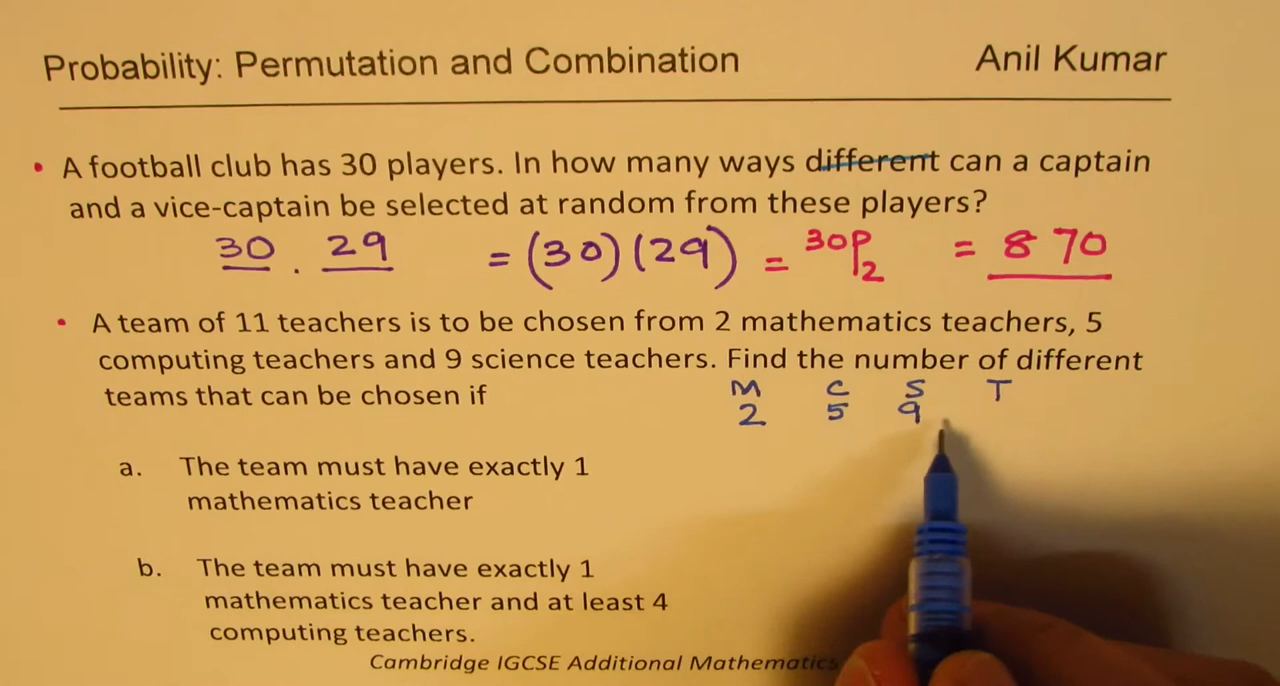 Probability: Permutation and Combination Anil Kumar
• A football club has 30 players. In how many ways different can a captain
and a vice-captain be selected at random from these players?
30 . 29 = (30)(29) = 30P2 = 870
• A team of 11 teachers is to be chosen from 2 mathematics teachers, 5
computing teachers and 9 science teachers. Find the number of different
teams that can be chosen if
M C S T
2 5 9
a. The team must have exactly 1
mathematics teacher
b. The team must have exactly 1
mathematics teacher and at least 4
computing teachers.
Cambridge IGCSE Additional Mathematics